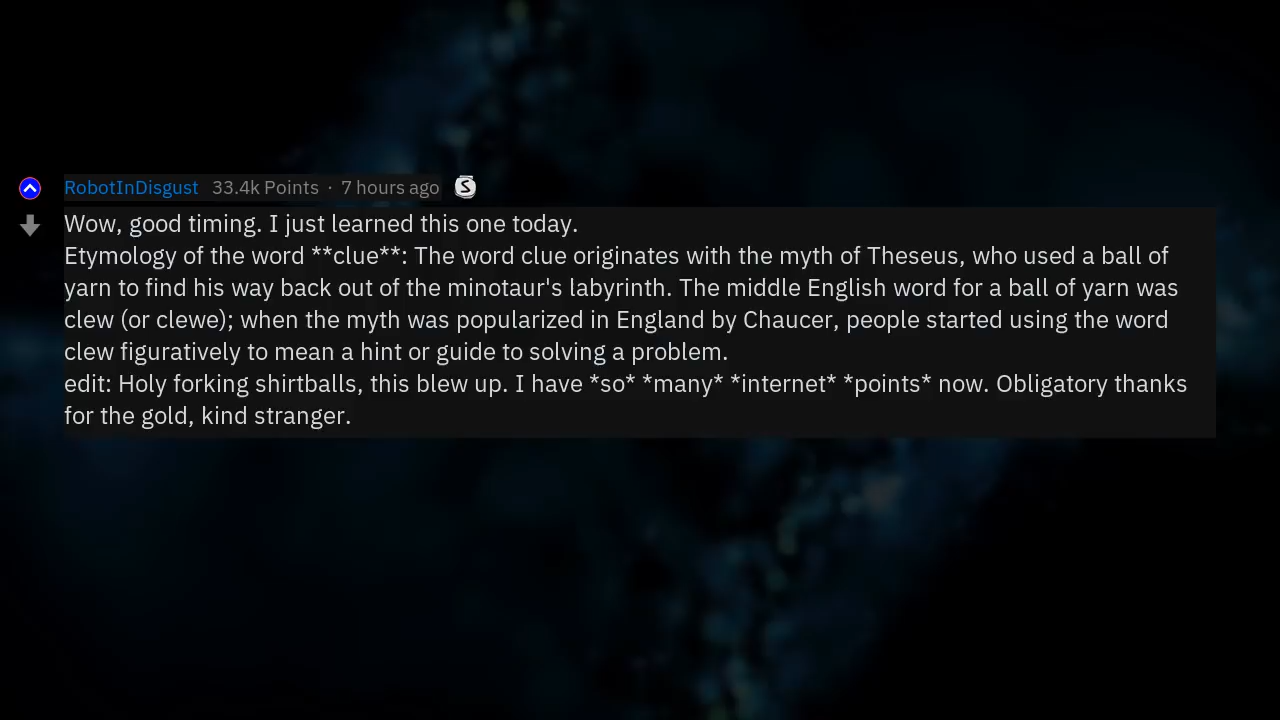 RobotInDisgust 33.4k Points · 7 hours ago S
Wow, good timing. I just learned this one today.
Etymology of the word **clue**: The word clue originates with the myth of Theseus, who used a ball of
yarn to find his way back out of the minotaur's labyrinth. The middle English word for a ball of yarn was
clew (or clewe); when the myth was popularized in England by Chaucer, people started using the word
clew figuratively to mean a hint or guide to solving a problem.
edit: Holy forking shirtballs, this blew up. I have *so* *many* *internet* *points* now. Obligatory thanks
for the gold, kind stranger.